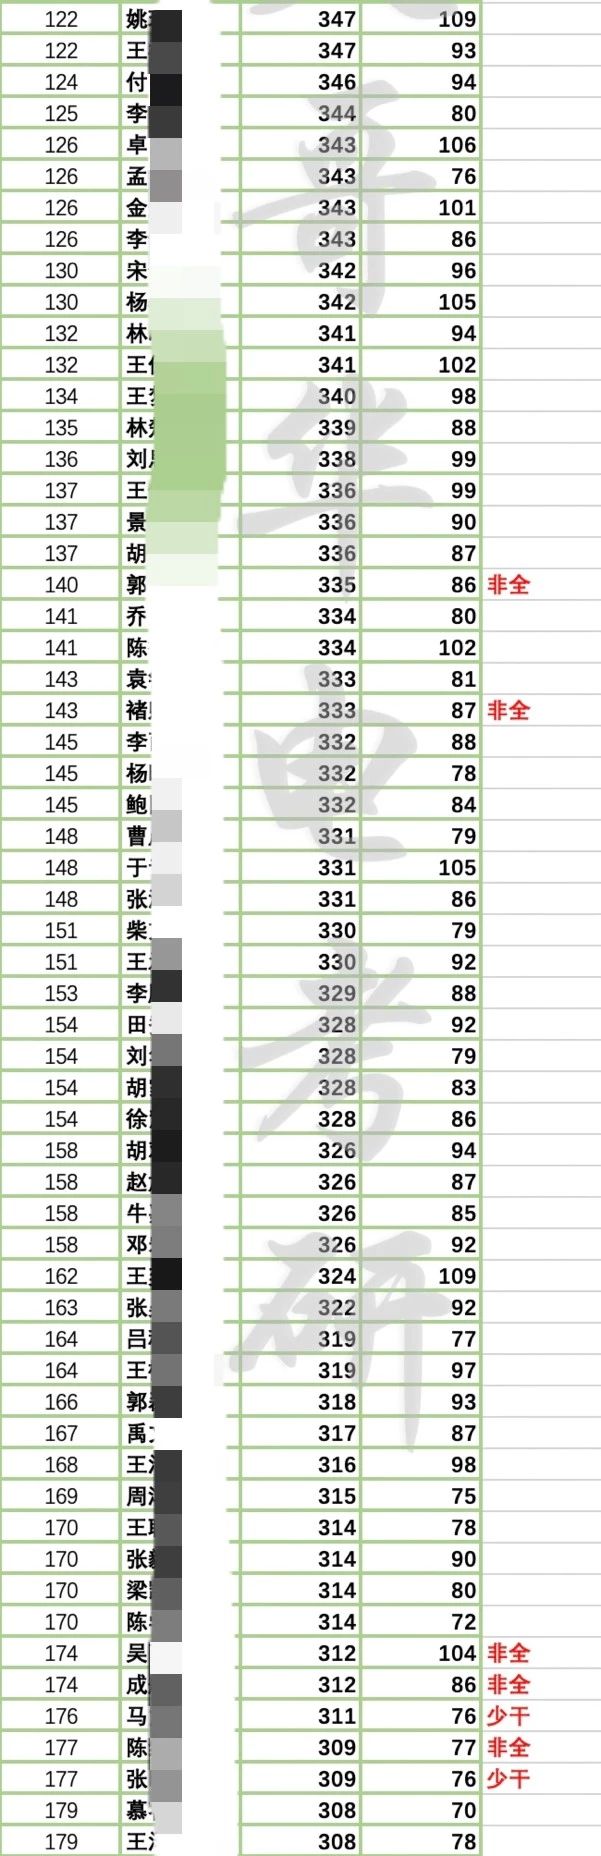 122 姚 347 109
122 王 347 93
124 付 346 94
125 李 344 80
126 卓 343 106
126 孟 343 76
126 金 343 101
126 李 343 86
130 宋 342 96
130 杨 342 105
132 林 341 94
132 王 341 102
134 王 340 98
135 林 339 88
136 刘 338 99
137 王 336 99
137 景 336 90
137 胡 336 87
140 郭 335 86 非全
141 乔 334 80
141 陈 334 102
143 袁 333 81
143 褚 333 87 非全
145 李 332 88
145 杨 332 78
145 鲍 332 84
148 曹 331 79
148 于 331 105
148 张 331 86
151 柴 330 79
151 王 330 92
153 李 329 88
154 田 328 92
154 刘 328 79
154 胡 328 83
154 徐 328 86
158 胡 326 94
158 赵 326 87
158 牛 326 85
158 邓 326 92
162 王 324 109
163 张 322 92
164 吕 319 77
164 王 319 97
166 郭 318 93
167 禹 317 87
168 王 316 98
169 周 315 75
170 王 314 78
170 张 314 90
170 梁 314 80
170 陈 314 72
174 吴 312 104 非全
174 成 312 86 非全
176 马 311 76 少干
177 陈 309 77 非全
177 张 309 76 少干
179 慕 308 70
179 王 308 78
哥华电考研